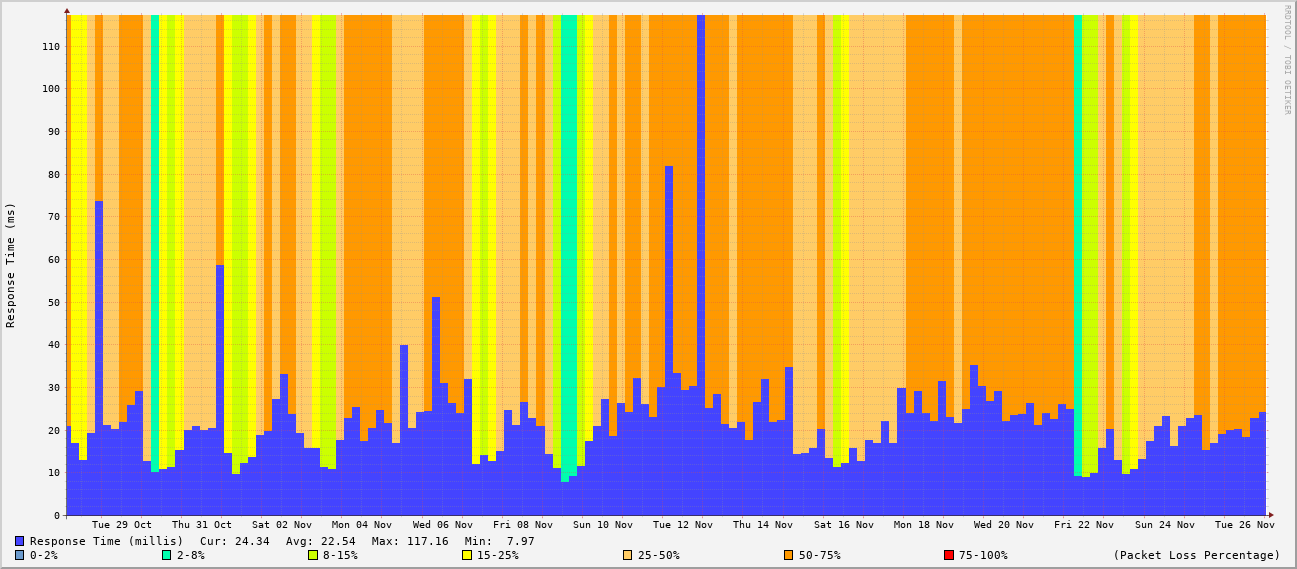 RRDTOOL / TOBI OETIKER
Response Time (ms)
110
100
90
80
70
60
50
40
30
20
10
0
Tue 29 Oct Thu 31 Oct Sat 02 Nov Mon 04 Nov Wed 06 Nov Fri 08 Nov Sun 10 Nov Tue 12 Nov Thu 14 Nov Sat 16 Nov Mon 18 Nov Wed 20 Nov Fri 22 Nov Sun 24 Nov Tue 26 Nov
Response Time (millis) Cur: 24.34 Avg: 22.54 Max: 117.16 Min: 7.97
0-2% 2-8% 8-15% 15-25% 25-50% 50-75% 75-100% (Packet Loss Percentage)